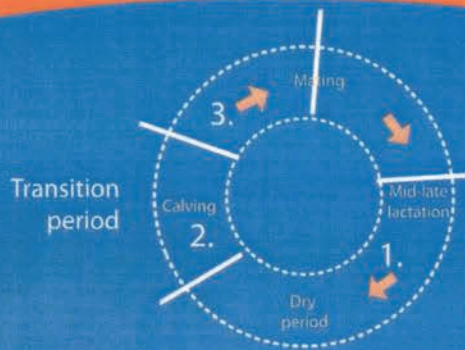 Mating
3.
Transition
period
Calving
2.
Mid-late
lactation
1.
Dry
period